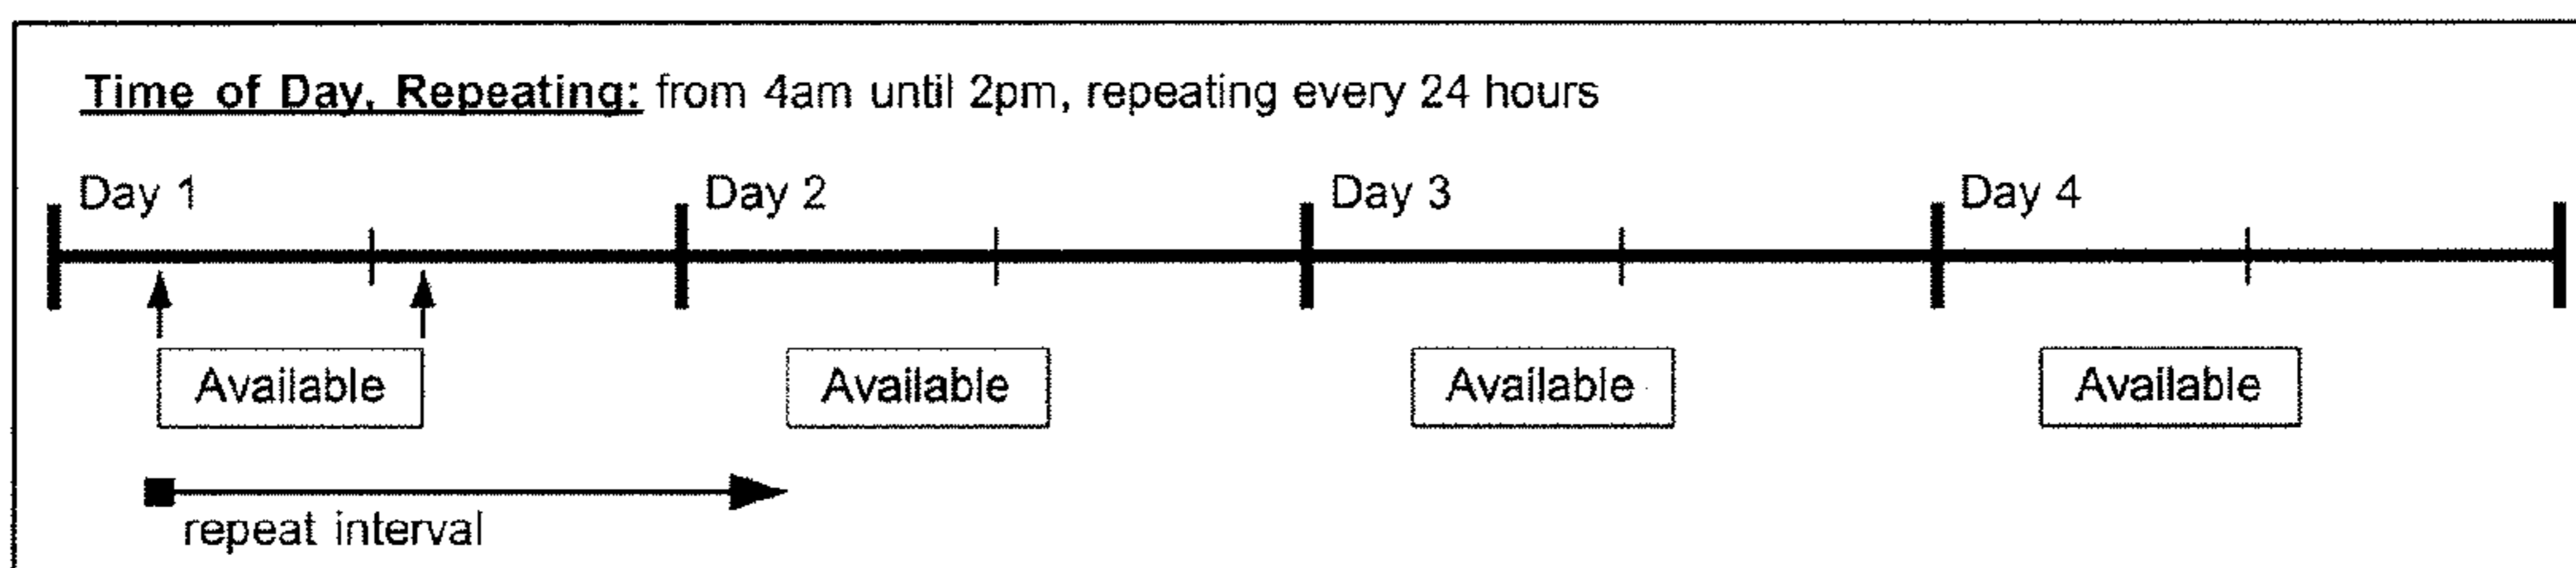 Time of Day, Repeating: from 4am until 2pm, repeating every 24 hours
Day 1 Day 2 Day 3 Day 4
Available Available Available Available
repeat interval